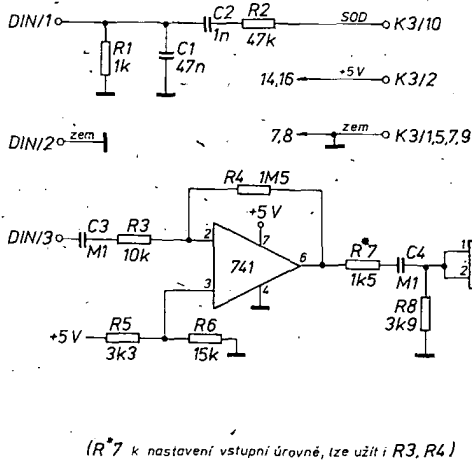 DIN/1
C2
1n
R2
47k
SOD
K3/10
R1
1k
C1
47n
14,16
+5V
K3/2
DIN/2
zem
7,8
zem
K3/1,5,7,9
R4
1M5
+5V
DIN/3
C3
M1
R3
10k
2
7
741
6
3
4
R*7
1k5
C4
M1
1
2
R8
3k9
+5V
R5
3k3
R6
15k
(R*7 k nastavení vstupní úrovně, lze užít i R3, R4)